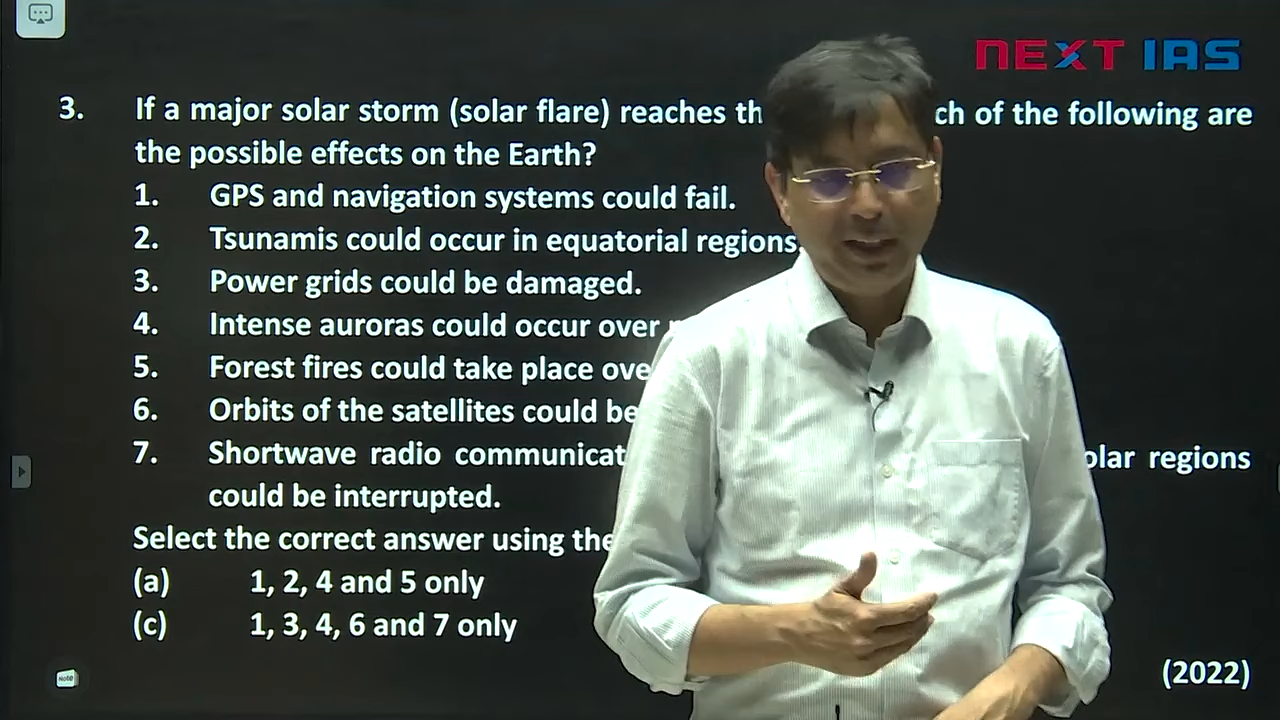 NEXT IAS
3. If a major solar storm (solar flare) reaches th ch of the following are
the possible effects on the Earth?
1. GPS and navigation systems could fail.
2. Tsunamis could occur in equatorial regions.
3. Power grids could be damaged.
4. Intense auroras could occur over
5. Forest fires could take place ove
6. Orbits of the satellites could be
7. Shortwave radio communicat olar regions
could be interrupted.
Select the correct answer using the
(a) 1, 2, 4 and 5 only
(c) 1, 3, 4, 6 and 7 only
(2022)
Note